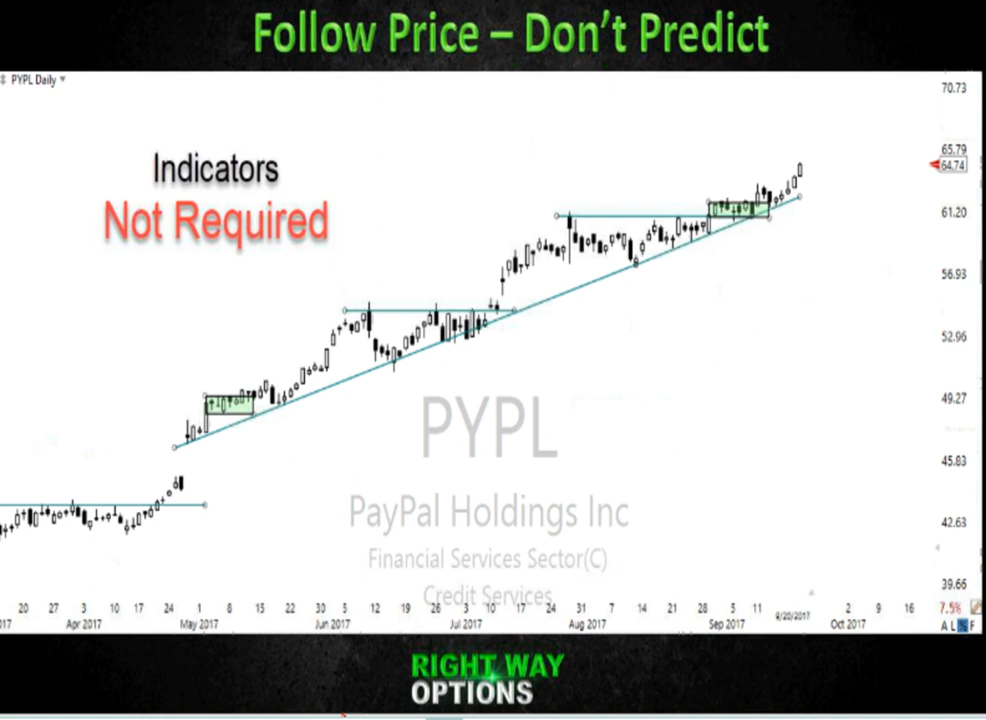 Follow Price – Don't Predict
PYPL Daily
70.73
Indicators
Not Required
65.79
64.74
61.20
56.93
52.96
49.27
45.83
42.63
39.66
PYPL
PayPal Holdings Inc
Financial Services Sector(C)
Credit Services
20 27 3 10 17 24 1 8 15 22 30 5 12 19 26 3 10 17 24 31 7 14 21 28 5 11 9/20/2017 2 9 16 7.5%
017 Apr 2017 May 2017 Jun 2017 Jul 2017 Aug 2017 Sep 2017 Oct 2017 A L % F
RIGHT WAY
OPTIONS